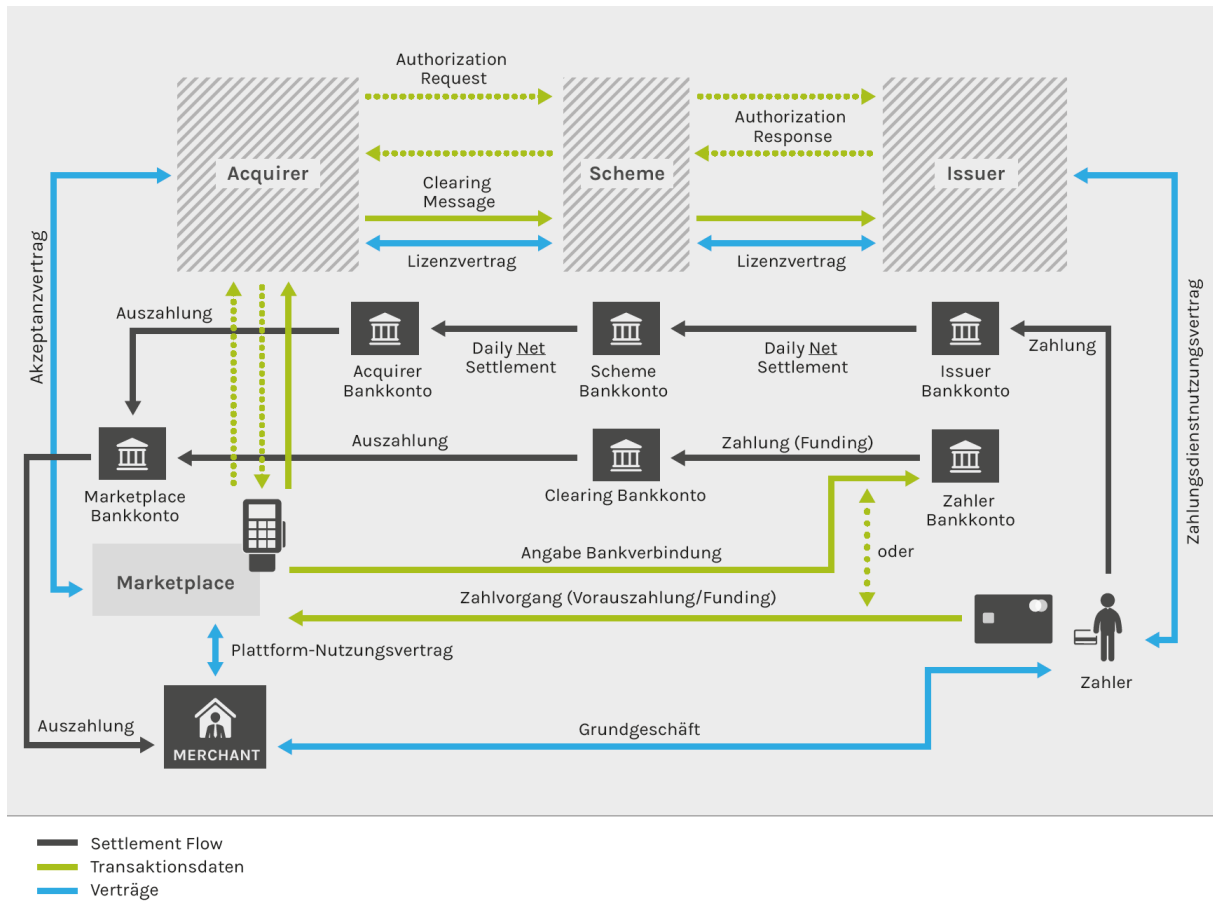 Authorization
Request
Authorization
Response
Acquirer
Scheme
Issuer
Clearing
Message
Lizenzvertrag
Lizenzvertrag
Akzeptanzvertrag
Zahlungsdienstnutzungsvertrag
Auszahlung
Daily Net
Settlement
Daily Net
Settlement
Zahlung
Acquirer
Bankkonto
Scheme
Bankkonto
Issuer
Bankkonto
Auszahlung
Zahlung (Funding)
Marketplace
Bankkonto
Clearing Bankkonto
Zahler
Bankkonto
Angabe Bankverbindung
oder
Marketplace
Zahlvorgang (Vorauszahlung/Funding)
Plattform-Nutzungsvertrag
Zahler
Auszahlung
Grundgeschäft
MERCHANT
Settlement Flow
Transaktionsdaten
Verträge